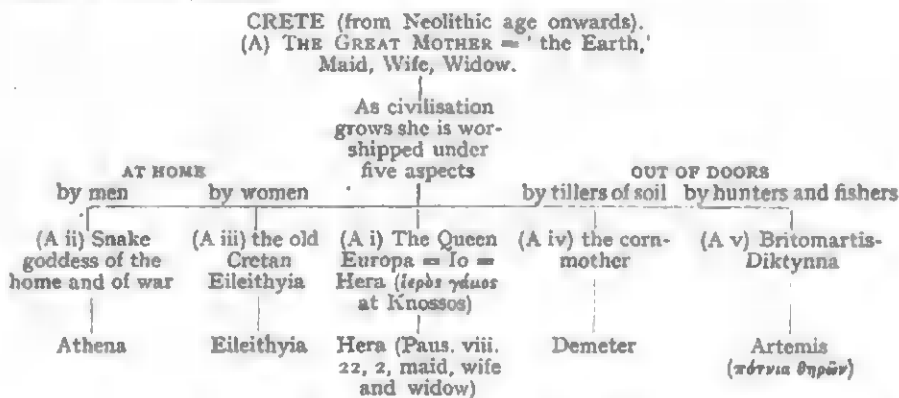 CRETE (from Neolithic age onwards).
(A) THE GREAT MOTHER = 'the Earth,'
Maid, Wife, Widow.
As civilisation
grows she is wor-
shipped under
five aspects
AT HOME
by men by women
OUT OF DOORS
by tillers of soil by hunters and fishers
(A ii) Snake
goddess of the
home and of war
Athena
(A iii) the old
Cretan
Eileithyia
Eileithyia
(A i) The Queen
Europa = Io =
Hera (ἱερὸς γάμος
at Knossos)
Hera (Paus. viii.
22, 2, maid, wife
and widow)
(A iv) the corn-
mother
Demeter
(A v) Britomartis-
Diktynna
Artemis
(πότνια θηρῶν)